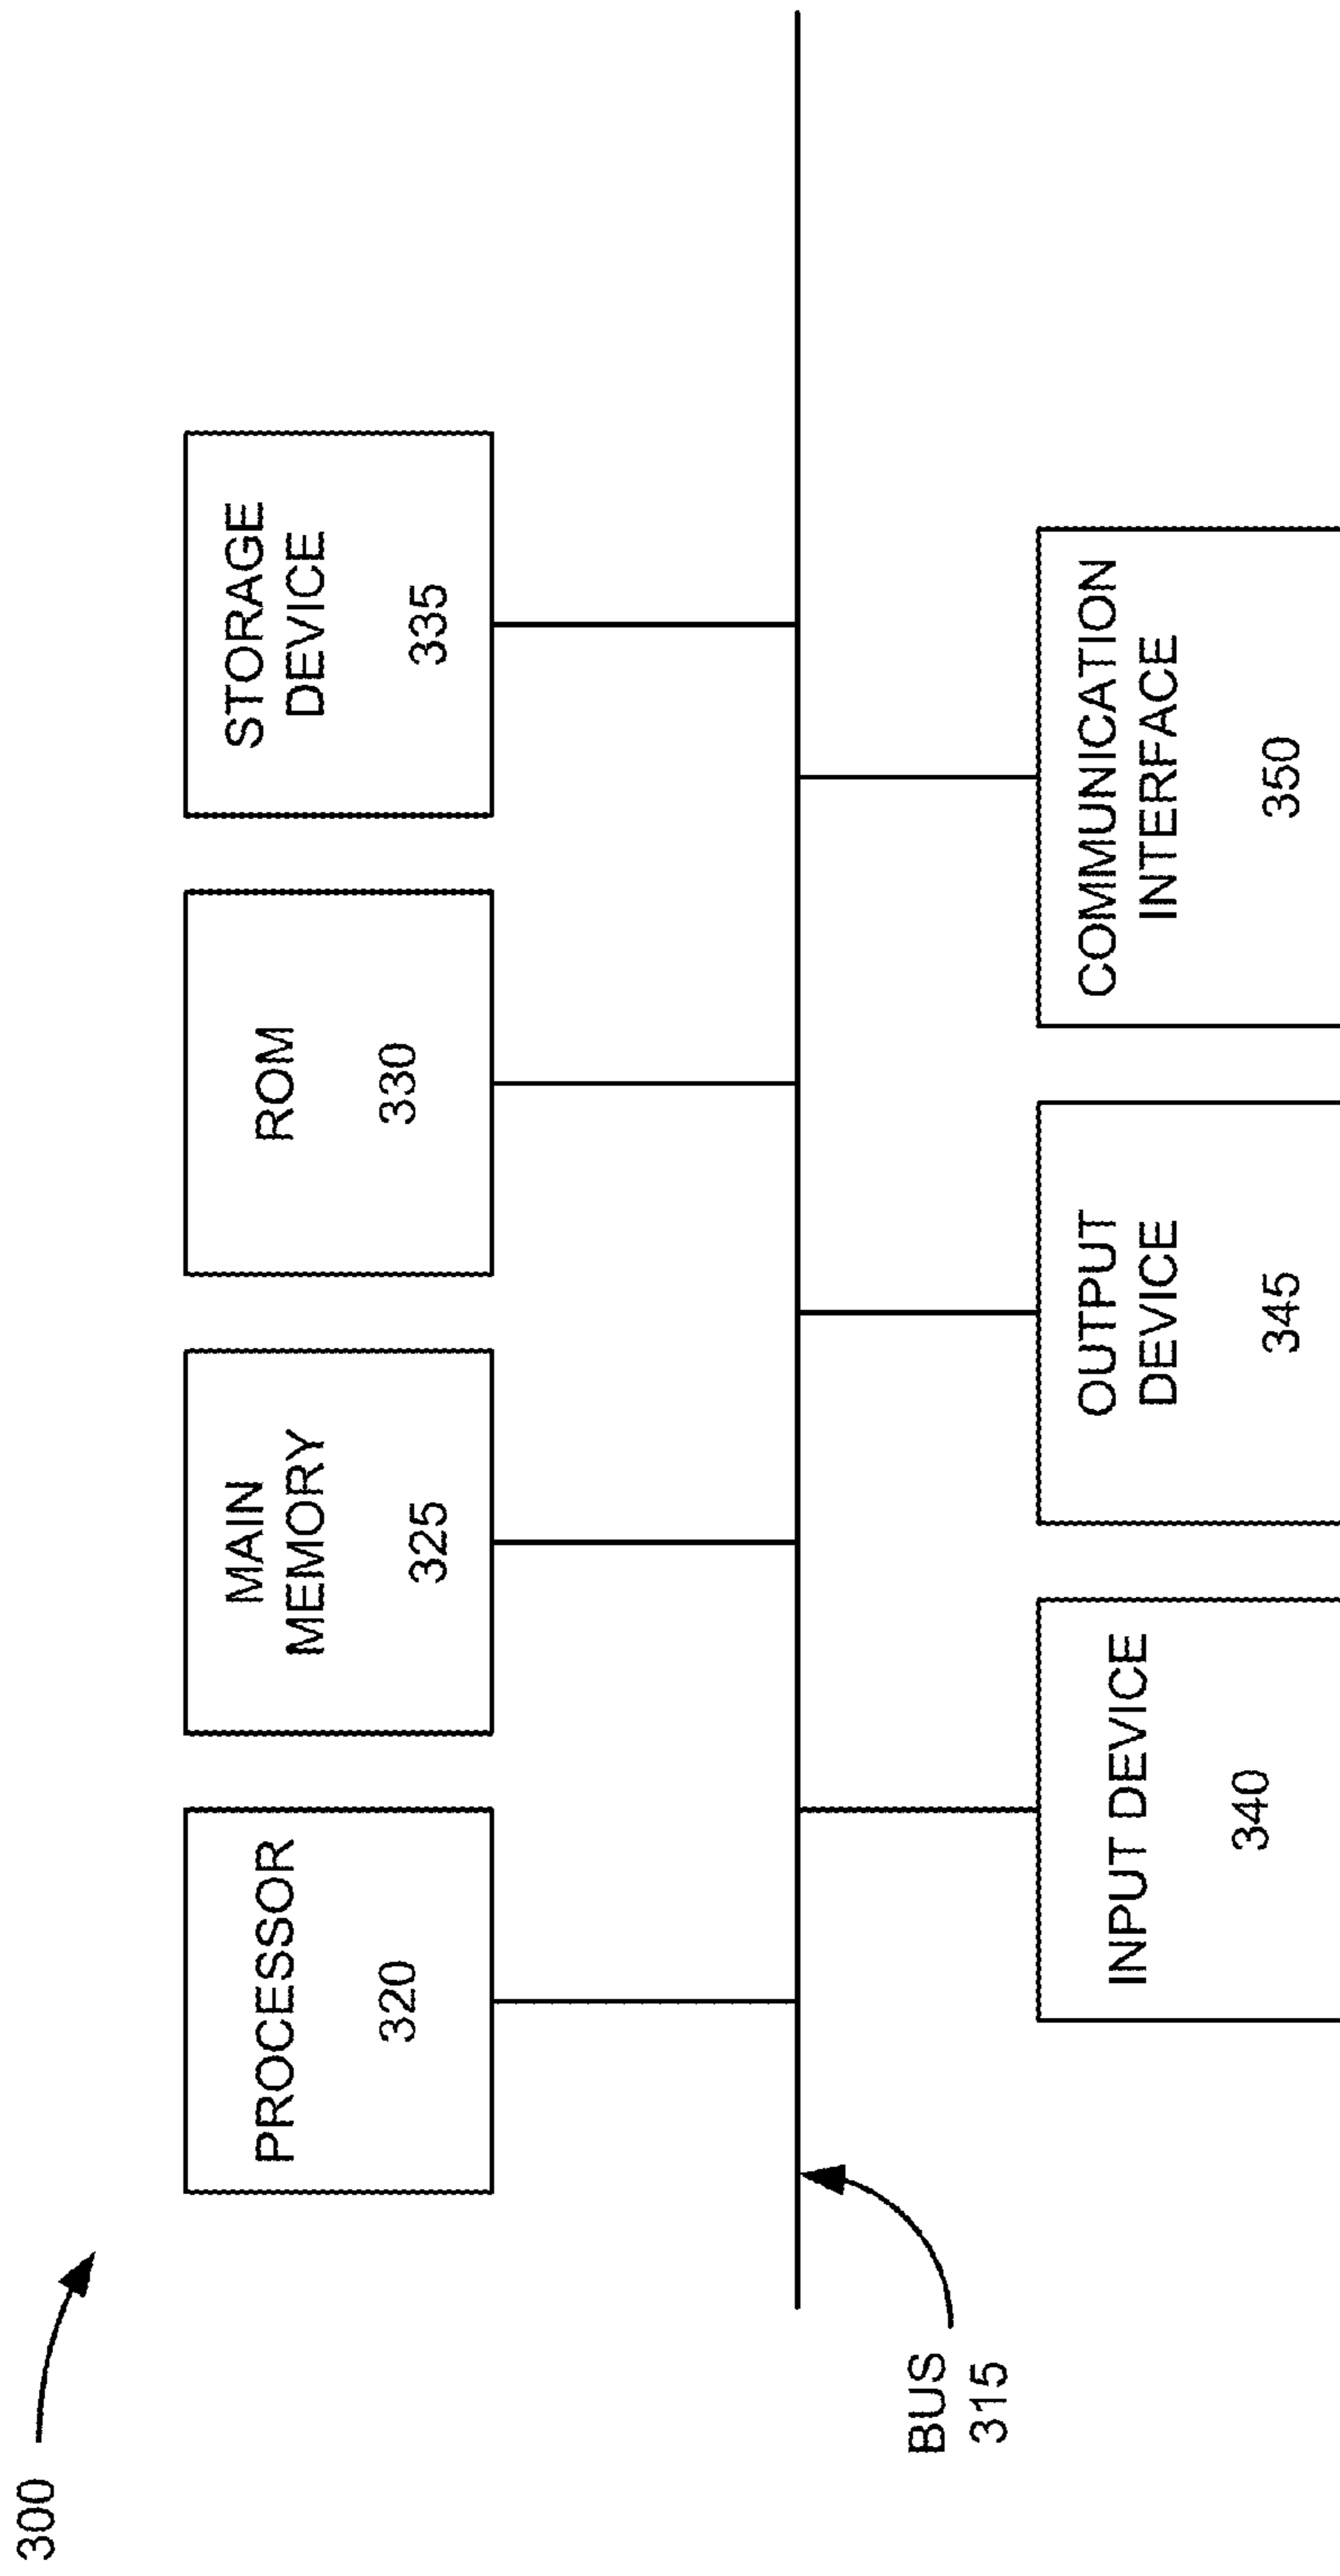 300
PROCESSOR
320
MAIN
MEMORY
325
ROM
330
STORAGE
DEVICE
335
BUS
315
INPUT DEVICE
340
OUTPUT
DEVICE
345
COMMUNICATION
INTERFACE
350